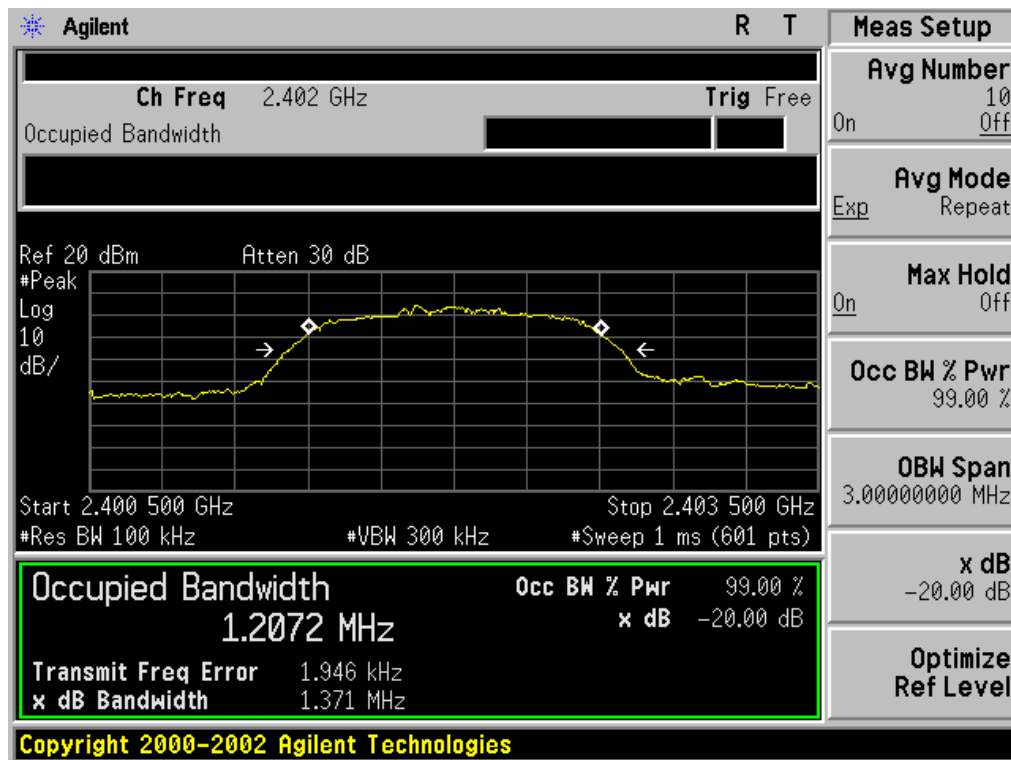 Agilent R T
Ch Freq 2.402 GHz Trig Free
Occupied Bandwidth
Ref 20 dBm Atten 30 dB
#Peak
Log
10
dB/
Start 2.400 500 GHz Stop 2.403 500 GHz
#Res BW 100 kHz #VBW 300 kHz #Sweep 1 ms (601 pts)
Occupied Bandwidth
1.2072 MHz
Occ BW % Pwr 99.00 %
x dB -20.00 dB
Transmit Freq Error 1.946 kHz
x dB Bandwidth 1.371 MHz
Copyright 2000-2002 Agilent Technologies
Meas Setup
Avg Number
10
On Off
Avg Mode
Exp Repeat
Max Hold
On Off
Occ BW % Pwr
99.00 %
OBW Span
3.00000000 MHz
x dB
-20.00 dB
Optimize
Ref Level